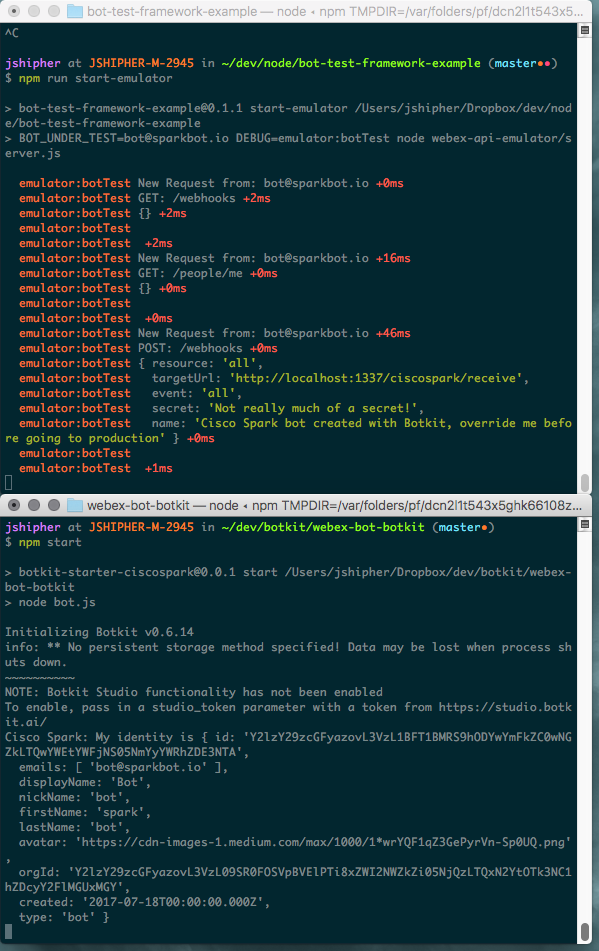 bot-test-framework-example — node ◂ npm TMPDIR=/var/folders/pf/dcn2l1t543x5...
^C
jshipher at JSHIPHER-M-2945 in ~/dev/node/bot-test-framework-example (master●●)
$ npm run start-emulator
> bot-test-framework-example@0.1.1 start-emulator /Users/jshipher/Dropbox/dev/nod
e/bot-test-framework-example
> BOT_UNDER_TEST=bot@sparkbot.io DEBUG=emulator:botTest node webex-api-emulator/s
erver.js
emulator:botTest New Request from: bot@sparkbot.io +0ms
emulator:botTest GET: /webhooks +2ms
emulator:botTest {} +2ms
emulator:botTest
emulator:botTest  +2ms
emulator:botTest New Request from: bot@sparkbot.io +16ms
emulator:botTest GET: /people/me +0ms
emulator:botTest {} +0ms
emulator:botTest
emulator:botTest  +0ms
emulator:botTest New Request from: bot@sparkbot.io +46ms
emulator:botTest POST: /webhooks +0ms
emulator:botTest { resource: 'all',
emulator:botTest   targetUrl: 'http://localhost:1337/ciscospark/receive',
emulator:botTest   event: 'all',
emulator:botTest   secret: 'Not really much of a secret!',
emulator:botTest   name: 'Cisco Spark bot created with Botkit, override me befo
re going to production' } +0ms
emulator:botTest
emulator:botTest  +1ms
webex-bot-botkit — node ◂ npm TMPDIR=/var/folders/pf/dcn2l1t543x5ghk66108z...
jshipher at JSHIPHER-M-2945 in ~/dev/botkit/webex-bot-botkit (master●)
$ npm start
> botkit-starter-ciscospark@0.0.1 start /Users/jshipher/Dropbox/dev/botkit/webex-
bot-botkit
> node bot.js
Initializing Botkit v0.6.14
info: ** No persistent storage method specified! Data may be lost when process sh
uts down.
~~~~~~~~~~
NOTE: Botkit Studio functionality has not been enabled
To enable, pass in a studio_token parameter with a token from https://studio.botk
it.ai/
Cisco Spark: My identity is { id: 'Y2lzY29zcGFyazovL3VzL1BFT1BMRS9hODYwYmFkZC0wNG
ZkLTQwYWEtYWFjNS05NmYyYWRhZDE3NTA',
emails: [ 'bot@sparkbot.io' ],
displayName: 'Bot',
nickName: 'bot',
firstName: 'spark',
lastName: 'bot',
avatar: 'https://cdn-images-1.medium.com/max/1000/1*wrYQF1qZ3GePyrVn-Sp0UQ.png'
,
orgId: 'Y2lzY29zcGFyazovL3VzL09SR0FOSVpBVElPTi8xZWI2NWZkZi05NjQzLTQxN2YtOTk3NC1
hZDcyY2FlMGUxMGY',
created: '2017-07-18T00:00:00.000Z',
type: 'bot' }